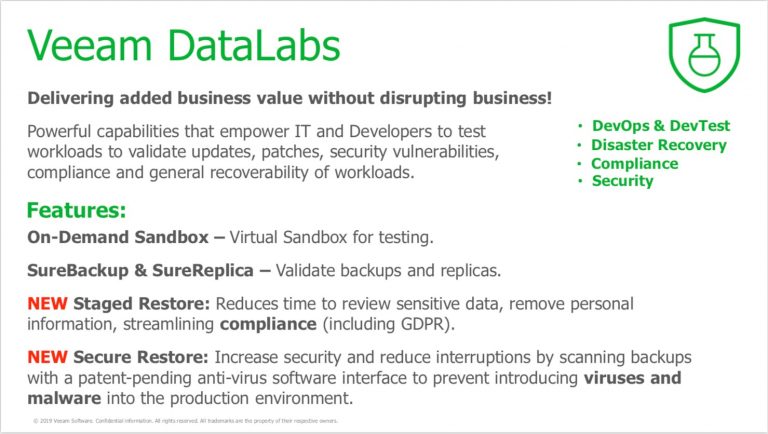 Veeam DataLabs
Delivering added business value without disrupting business!
Powerful capabilities that empower IT and Developers to test
workloads to validate updates, patches, security vulnerabilities,
compliance and general recoverability of workloads.
• DevOps & DevTest
• Disaster Recovery
• Compliance
• Security
Features:
On-Demand Sandbox – Virtual Sandbox for testing.
SureBackup & SureReplica – Validate backups and replicas.
NEW Staged Restore: Reduces time to review sensitive data, remove personal
information, streamlining compliance (including GDPR).
NEW Secure Restore: Increase security and reduce interruptions by scanning backups
with a patent-pending anti-virus software interface to prevent introducing viruses and
malware into the production environment.
© 2019 Veeam Software. Confidential information. All rights reserved. All trademarks are the property of their respective owners.